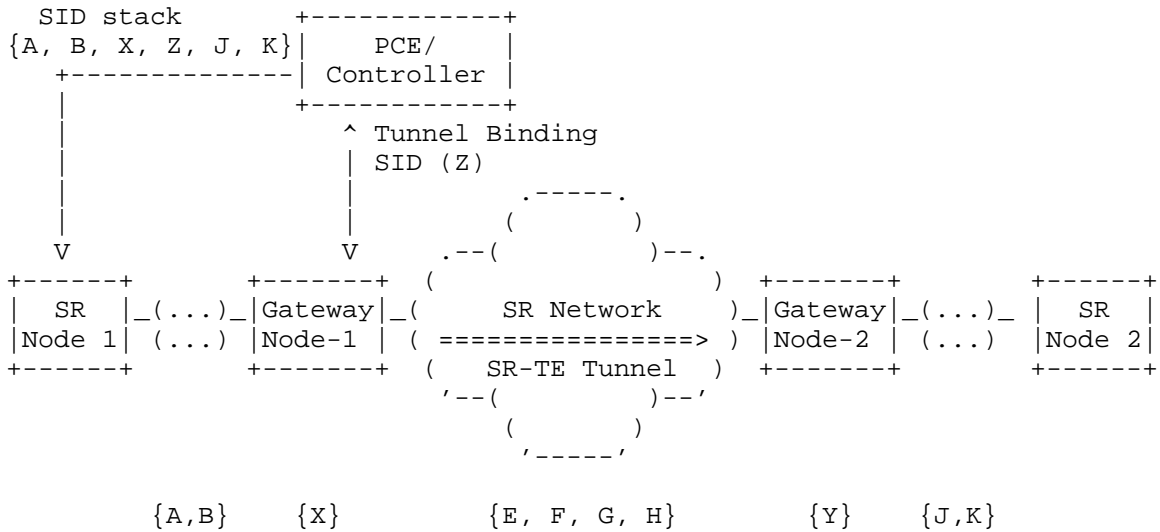 SID stack +------------+
{A, B, X, Z, J, K}| PCE/ |
+--------------| Controller |
| +------------+
| ^ Tunnel Binding
| | SID (Z)
| | .-----.
| | ( )
V V .--( )--.
+------+ +-------+ ( ) +-------+ +------+
| SR |_(...)_|Gateway|_( SR Network )_|Gateway|_(...)_ | SR |
|Node 1| (...) |Node-1 | ( ================> ) |Node-2 | (...) |Node 2|
+------+ +-------+ ( SR-TE Tunnel ) +-------+ +------+
'--( )--'
( )
'-----'
{A,B} {X} {E, F, G, H} {Y} {J,K}